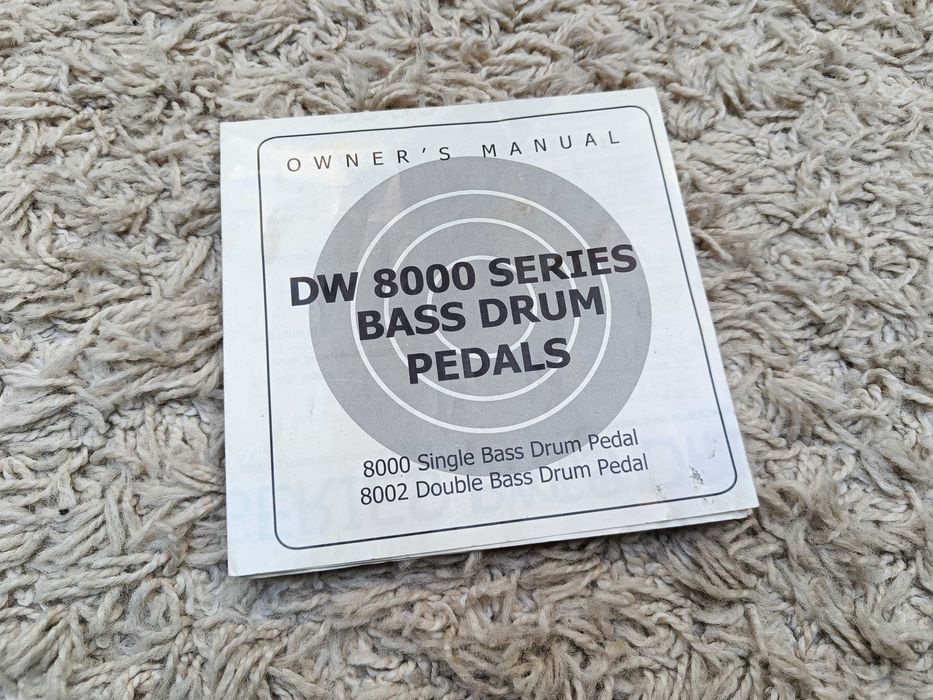 OWNER'S MANUAL
DW 8000 SERIES
BASS DRUM
PEDALS
8000 Single Bass Drum Pedal
8002 Double Bass Drum Pedal